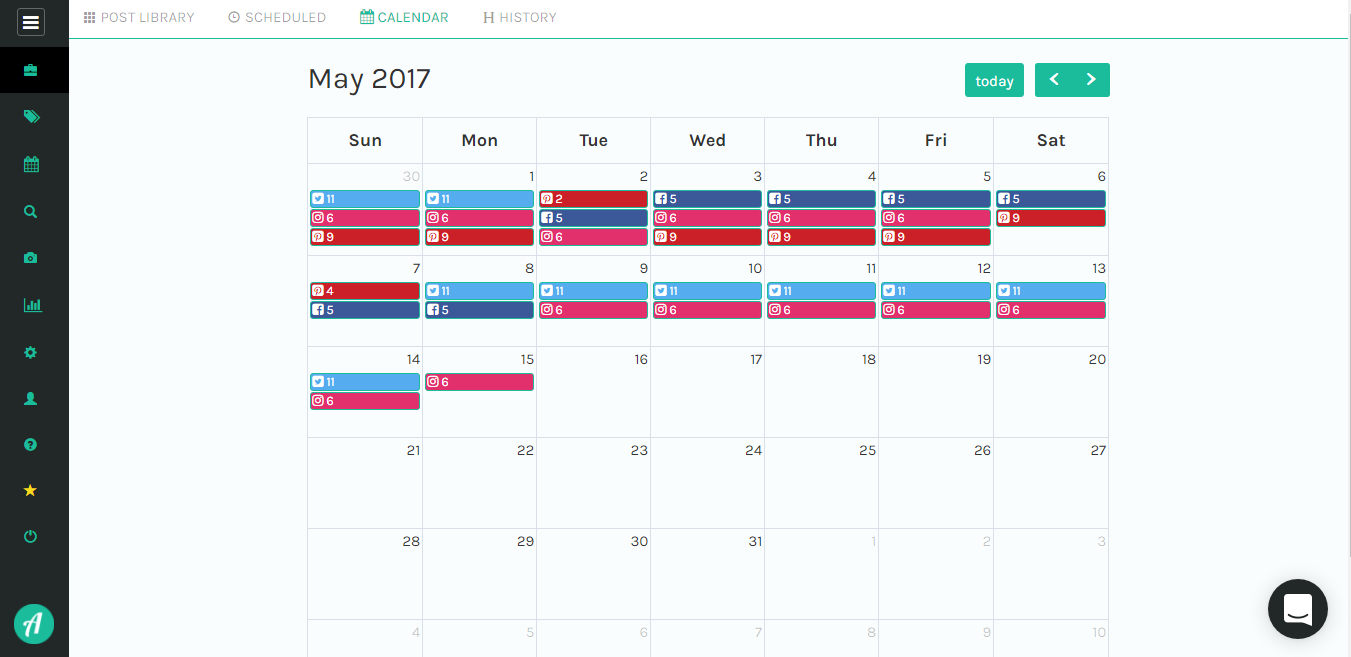 POST LIBRARY SCHEDULED CALENDAR H HISTORY
May 2017 today
Sun Mon Tue Wed Thu Fri Sat
30 1 2 3 4 5 6
11 11 2 5 5 5 5
6 6 5 6 6 6 9
9 9 6 9 9 9
7 8 9 10 11 12 13
4 11 11 11 11 11 11
5 5 6 6 6 6 6
14 15 16 17 18 19 20
11 6
6
21 22 23 24 25 26 27
28 29 30 31 1 2 3
4 5 6 7 8 9 10
A